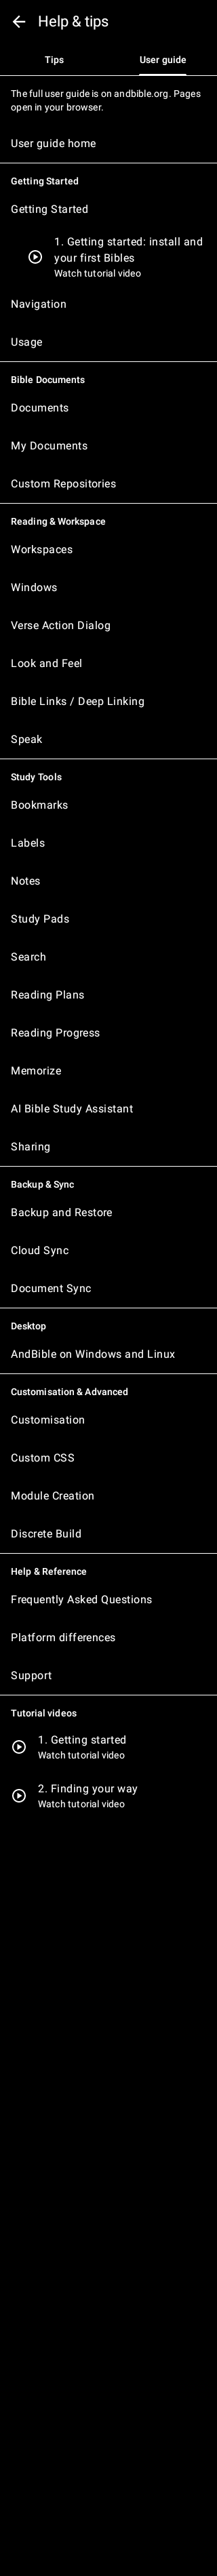 Help & tips
Tips
User guide
The full user guide is on andbible.org. Pages
open in your browser.
User guide home
Getting Started
Getting Started
1. Getting started: install and
your first Bibles
Watch tutorial video
Navigation
Usage
Bible Documents
Documents
My Documents
Custom Repositories
Reading & Workspace
Workspaces
Windows
Verse Action Dialog
Look and Feel
Bible Links / Deep Linking
Speak
Study Tools
Bookmarks
Labels
Notes
Study Pads
Search
Reading Plans
Reading Progress
Memorize
AI Bible Study Assistant
Sharing
Backup & Sync
Backup and Restore
Cloud Sync
Document Sync
Desktop
AndBible on Windows and Linux
Customisation & Advanced
Customisation
Custom CSS
Module Creation
Discrete Build
Help & Reference
Frequently Asked Questions
Platform differences
Support
Tutorial videos
1. Getting started
Watch tutorial video
2. Finding your way
Watch tutorial video